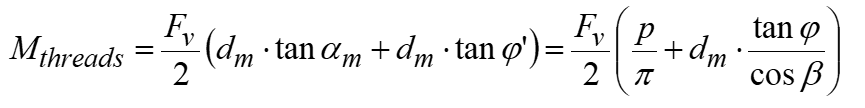 M_threads = F_v/2 (d_m · tan α_m + d_m · tan φ') = F_v/2 (p/π + d_m · tan φ/cos β)